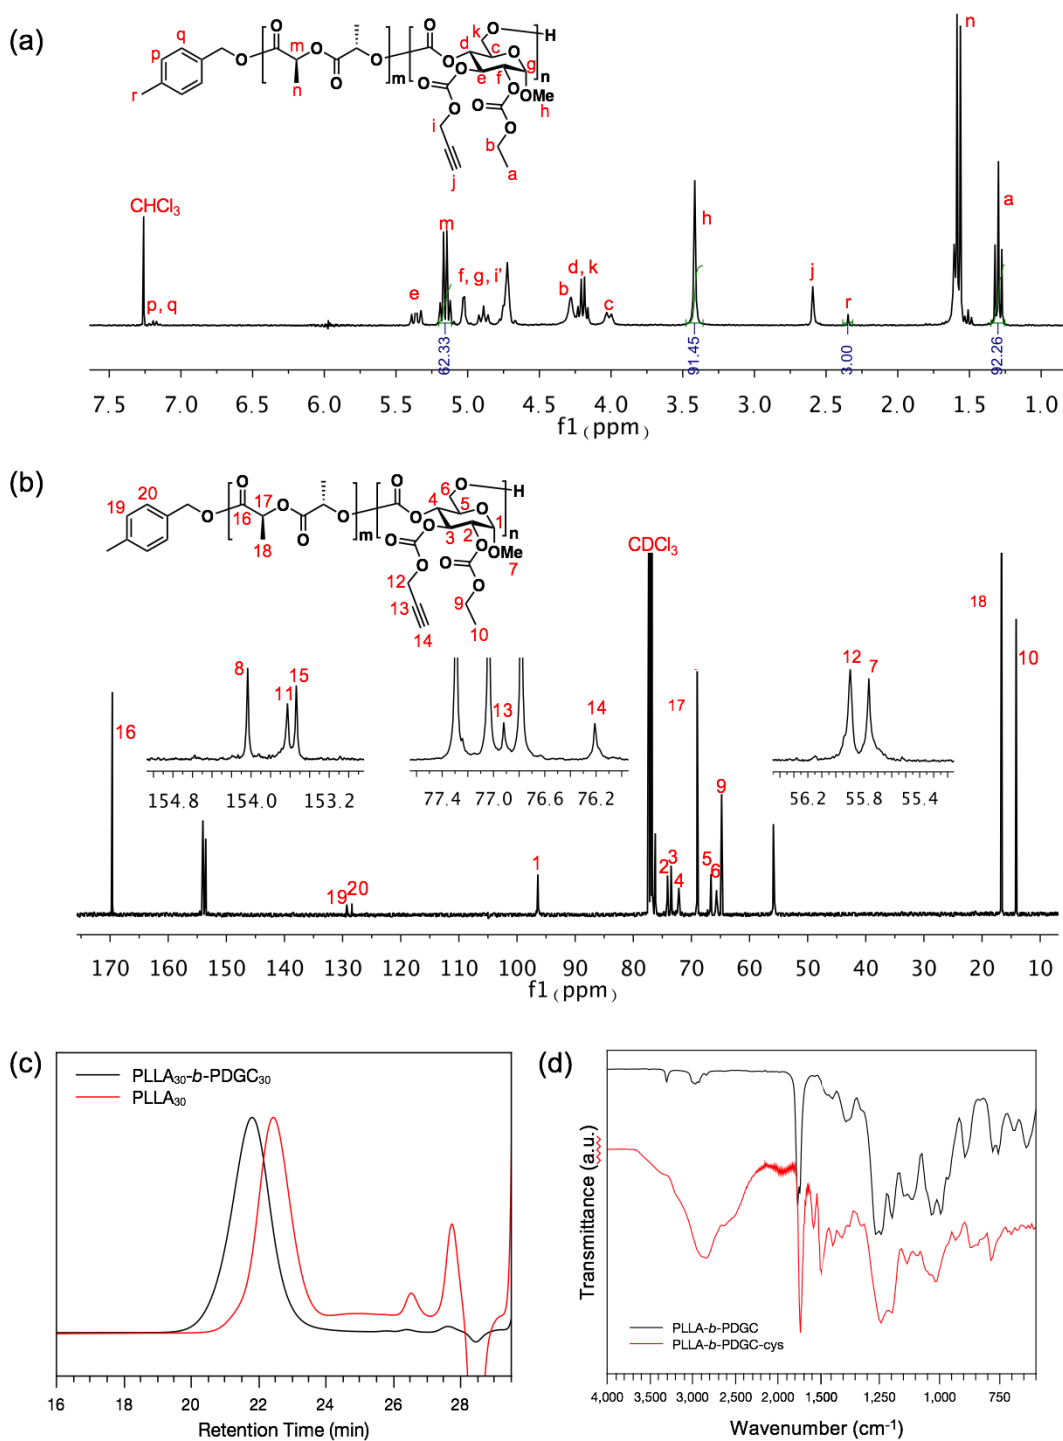 (a)
O
O
k
O
H
q
m
O
O
d
c
O
p
O
O
O
O
g
m
e
f
n
r
n
O
O
O
OMe
O
O
h
i
b
O
j
a
CHCl₃
n
m
h
a
e
f, g, i'
d, k
j
p, q
b
c
r
62.33
91.45
3.00
92.26
7.5 7.0 6.5 6.0 5.5 5.0 4.5 4.0 3.5 3.0 2.5 2.0 1.5 1.0
f1 (ppm)
(b)
O
O
6
O
H
20
17
O
O
4
5
O
19
O
16
O
O
O
1
m
3
2
n
18
O
O
O
OMe
O
O
7
12
9
O
13
10
14
CDCl₃
18
10
8
15
11
13
14
12
7
17
16
154.8 154.0 153.2
77.4 77.0 76.6 76.2
56.2 55.8 55.4
9
1
3
5
2
6
4
19
20
170 160 150 140 130 120 110 100 90 80 70 60 50 40 30 20 10
f1 (ppm)
(c)
PLLA₃₀-b-PDGC₃₀
PLLA₃₀
16 18 20 22 24 26 28
Retention Time (min)
(d)
Transmittance (a.u.)
PLLA-b-PDGC
PLLA-b-PDGC-cys
4,000 3,500 3,000 2,000 1,500 1,250 1,000 750
Wavenumber (cm⁻¹)